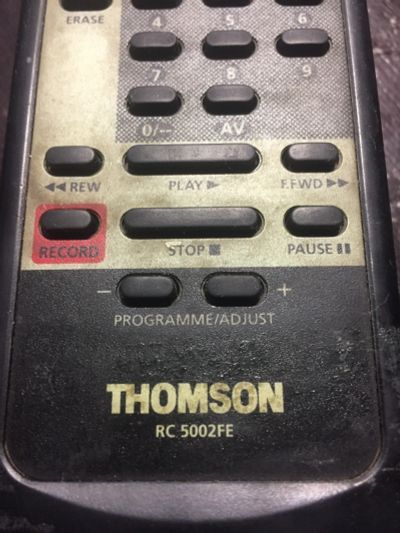 ERASE
4 5 6
7 8 9
0/-- AV
◀◀ REW PLAY ▶ F.FWD ▶▶
RECORD STOP ■ PAUSE ▮▮
− +
PROGRAMME/ADJUST
THOMSON
RC 5002FE